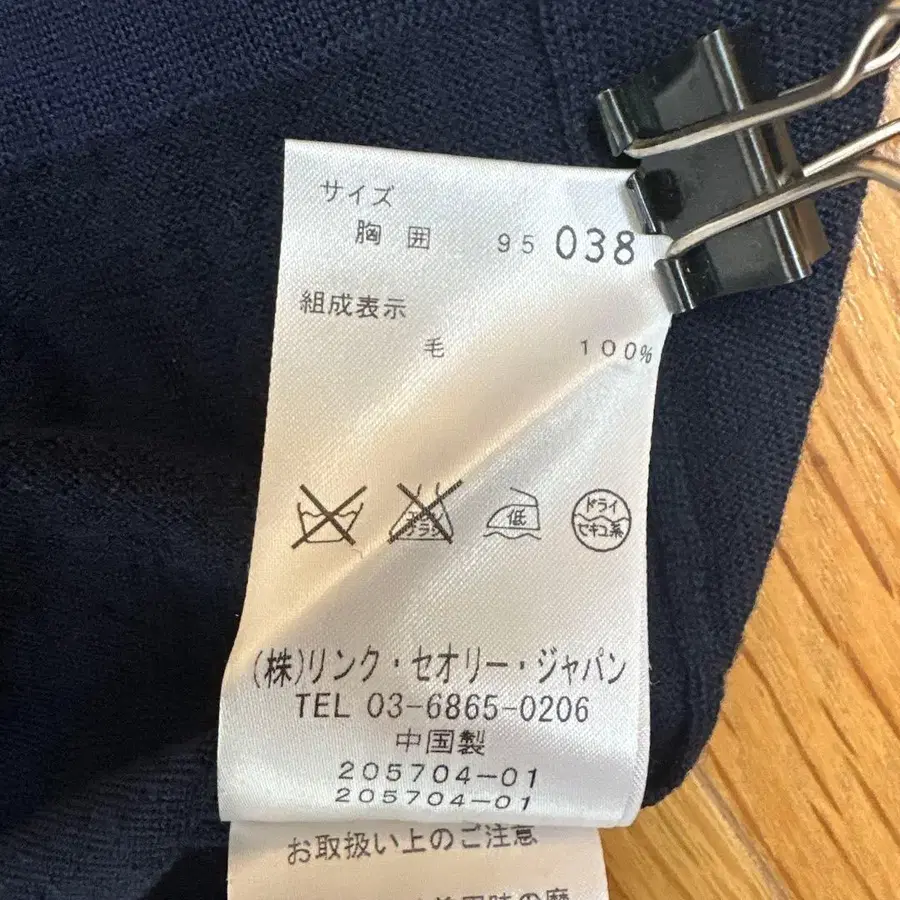 サイズ
胸 囲 95 038
組成表示
毛 100%
低 ドライ
セキユ系
(株)リンク・セオリー・ジャパン
TEL 03-6865-0206
中国製
205704-01
205704-01
お取扱い上のご注意